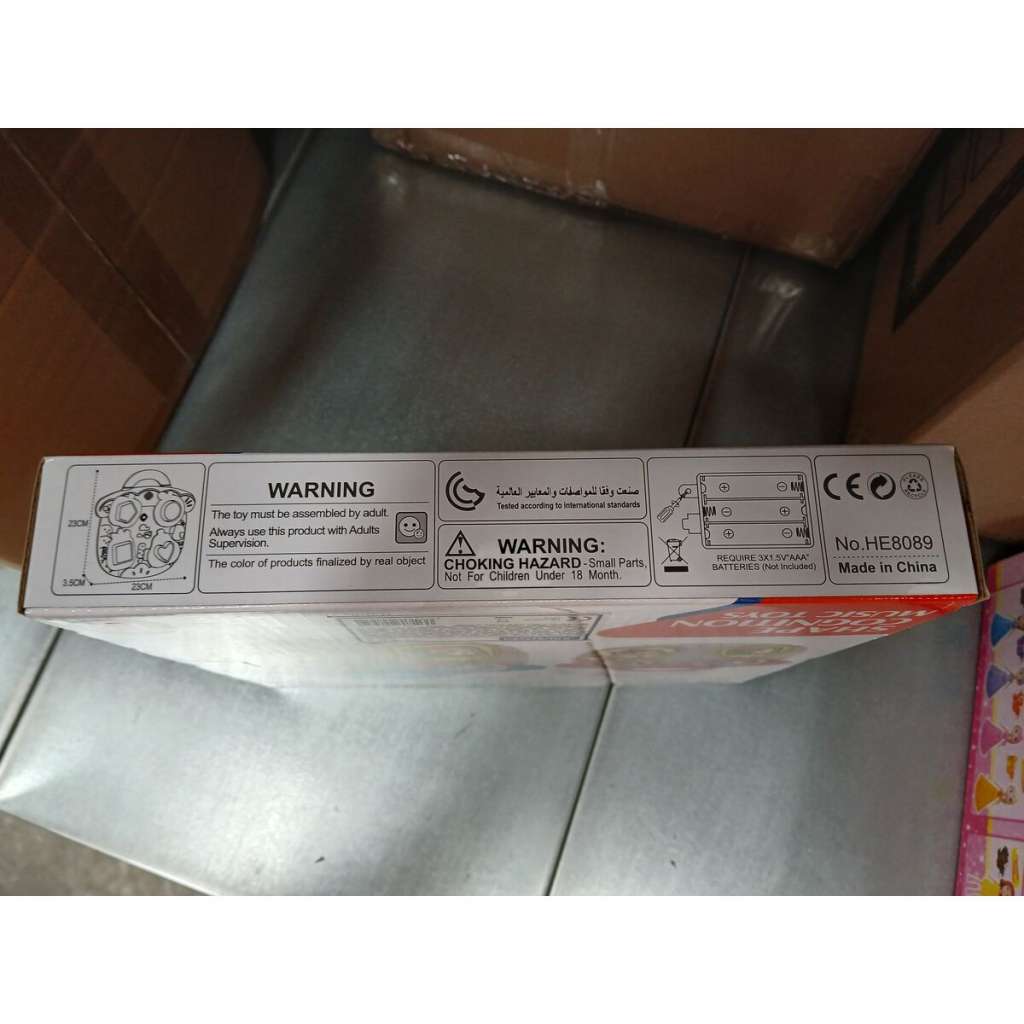 23CM
3.5CM
23CM
WARNING
The toy must be assembled by adult.
Always use this product with Adults
Supervision.
The color of products finalized by real object
صنعت وفقا للمواصفات والمعايير العالمية
Tested according to International standards
WARNING:
CHOKING HAZARD - Small Parts,
Not For Children Under 18 Month.
REQUIRE 3X1.5V"AAA"
BATTERIES (Not Included)
CE
PLEASE
RECYCLE
No.HE8089
Made in China
SHAPE
COGNITION
MUSIC TOYS